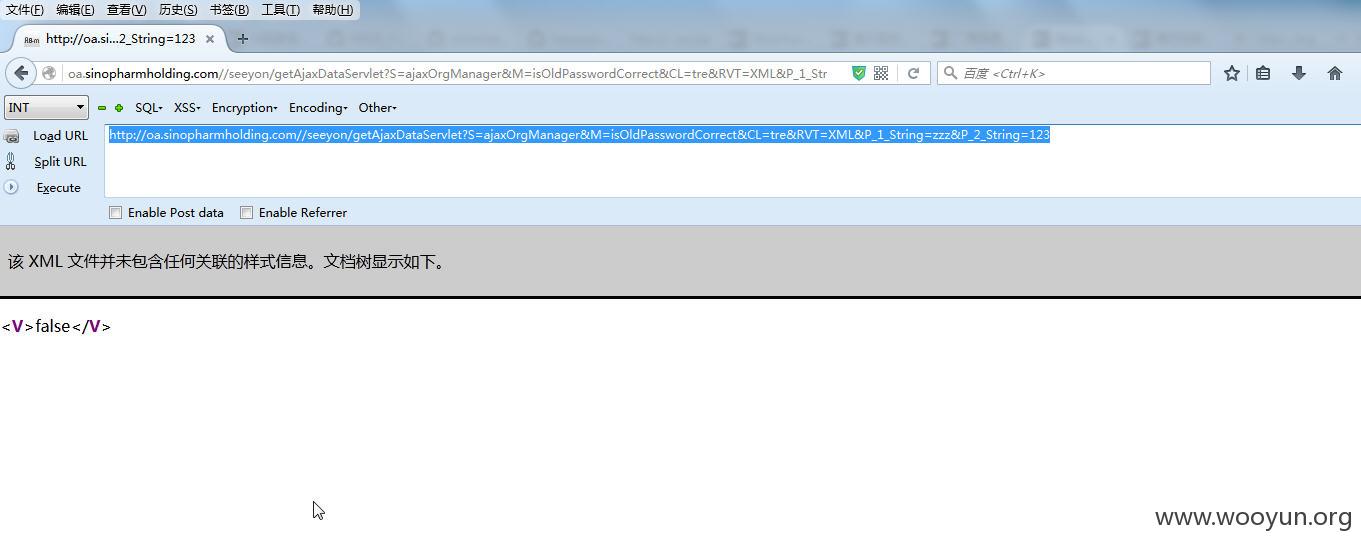 文件(F) 编辑(E) 查看(V) 历史(S) 书签(B) 工具(T) 帮助(H)
http://oa.si...2_String=123 × +
oa.sinopharmholding.com//seeyon/getAjaxDataServlet?S=ajaxOrgManager&M=isOldPasswordCorrect&CL=tre&RVT=XML&P_1_Str
百度 <Ctrl+K>
INT SQL- XSS- Encryption- Encoding- Other-
Load URL
http://oa.sinopharmholding.com//seeyon/getAjaxDataServlet?S=ajaxOrgManager&M=isOldPasswordCorrect&CL=tre&RVT=XML&P_1_String=zzz&P_2_String=123
Split URL
Execute
Enable Post data Enable Referrer
该 XML 文件并未包含任何关联的样式信息。文档树显示如下。
<V>false</V>
www.wooyun.org